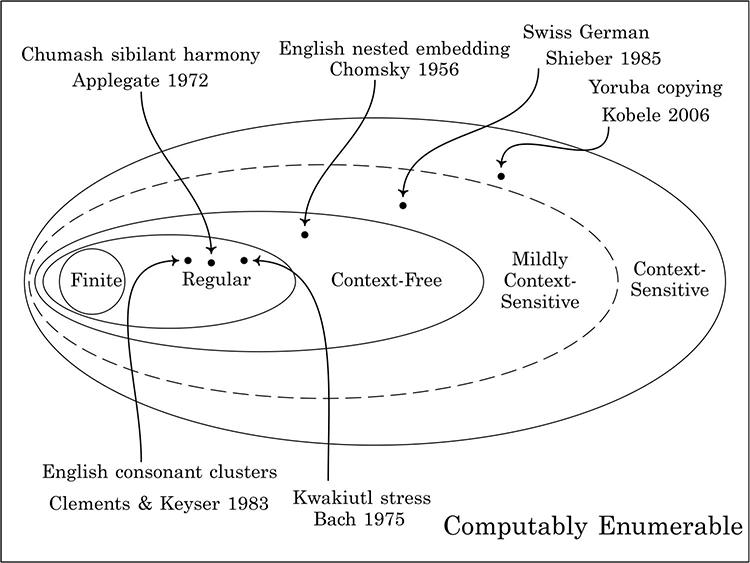 Chumash sibilant harmony
Applegate 1972
English nested embedding
Chomsky 1956
Swiss German
Shieber 1985
Yoruba copying
Kobele 2006
Finite
Regular
Context-Free
Mildly
Context-
Sensitive
Context-
Sensitive
English consonant clusters
Clements & Keyser 1983
Kwakiutl stress
Bach 1975
Computably Enumerable